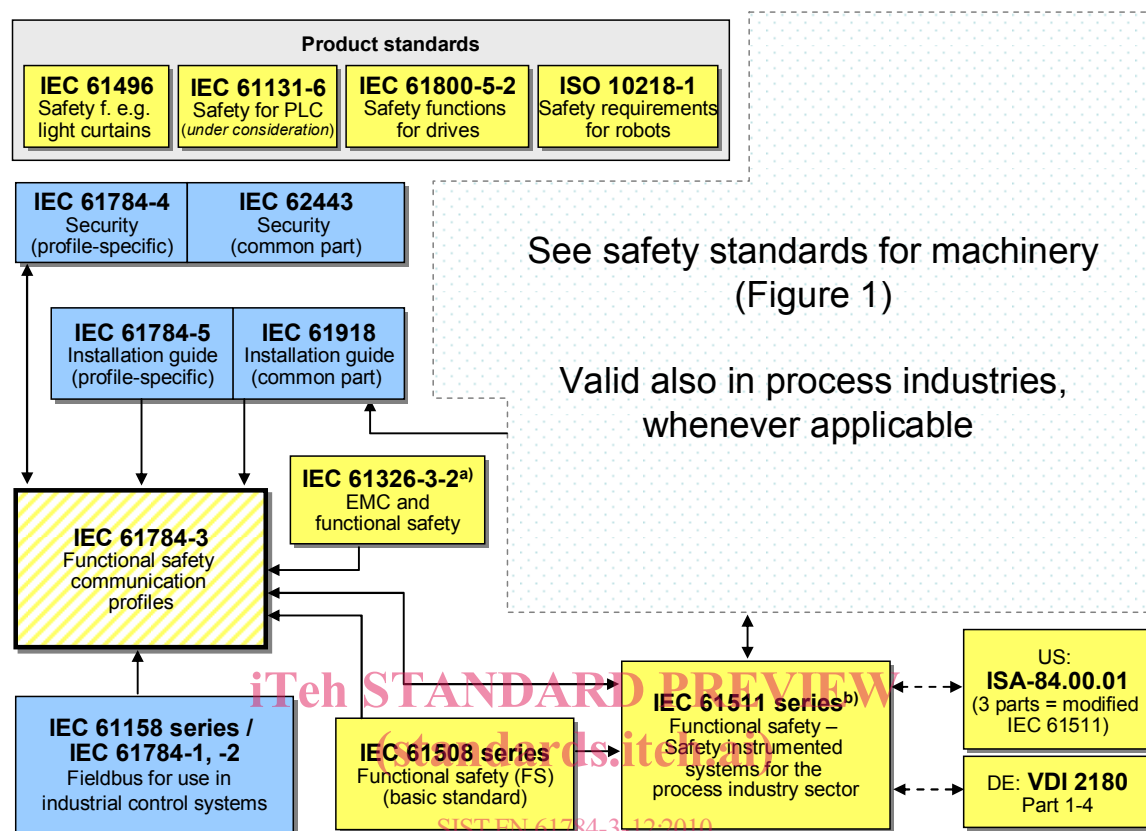 Product standards
IEC 61496
Safety f. e.g.
light curtains
IEC 61131-6
Safety for PLC
(under consideration)
IEC 61800-5-2
Safety functions
for drives
ISO 10218-1
Safety requirements
for robots
IEC 61784-4
Security
(profile-specific)
IEC 62443
Security
(common part)
See safety standards for machinery
(Figure 1)
Valid also in process industries,
whenever applicable
IEC 61784-5
Installation guide
(profile-specific)
IEC 61918
Installation guide
(common part)
IEC 61326-3-2a)
EMC and
functional safety
IEC 61784-3
Functional safety
communication
profiles
iTeh STANDARD PREVIEW
(standards.iteh.ai)
IEC 61158 series /
IEC 61784-1, -2
Fieldbus for use in
industrial control systems
IEC 61508 series
Functional safety (FS)
(basic standard)
IEC 61511 seriesb)
Functional safety –
Safety instrumented
systems for the
process industry sector
US:
ISA-84.00.01
(3 parts = modified
IEC 61511)
DE: VDI 2180
Part 1-4
SIST EN 61784-3-12:2010